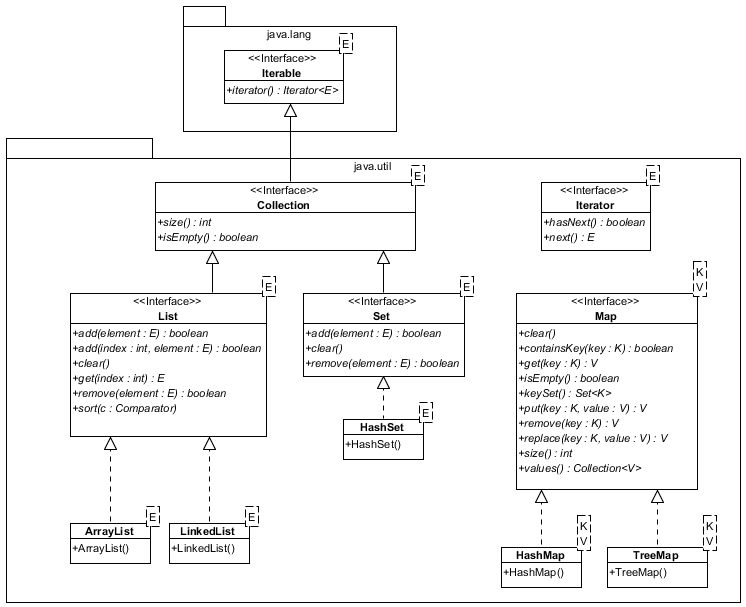 java.lang
E
<<Interface>>
Iterable
+iterator() : Iterator<E>
java.util
E
<<Interface>>
Collection
+size() : int
+isEmpty() : boolean
E
<<Interface>>
Iterator
+hasNext() : boolean
+next() : E
E
<<Interface>>
List
+add(element : E) : boolean
+add(index : int, element : E) : boolean
+clear()
+get(index : int) : E
+remove(element : E) : boolean
+sort(c : Comparator)
E
<<Interface>>
Set
+add(element : E) : boolean
+clear()
+remove(element : E) : boolean
K
V
<<Interface>>
Map
+clear()
+containsKey(key : K) : boolean
+get(key : K) : V
+isEmpty() : boolean
+keySet() : Set<K>
+put(key : K, value : V) : V
+remove(key : K) : V
+replace(key : K, value : V) : V
+size() : int
+values() : Collection<V>
E
HashSet
+HashSet()
E
ArrayList
+ArrayList()
E
LinkedList
+LinkedList()
K
V
HashMap
+HashMap()
K
V
TreeMap
+TreeMap()